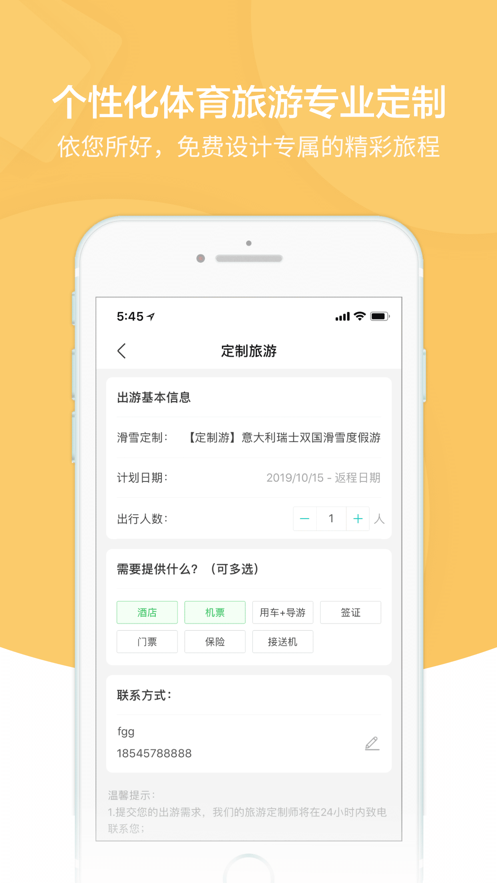 个性化体育旅游专业定制
依您所好，免费设计专属的精彩旅程
5:45
定制旅游
出游基本信息
滑雪定制： 【定制游】意大利瑞士双国滑雪度假游
计划日期： 2019/10/15 - 返程日期
出行人数： － 1 ＋ 人
需要提供什么？（可多选）
酒店 机票 用车+导游 签证
门票 保险 接送机
联系方式：
fgg
18545788888
温馨提示：
1.提交您的出游需求、我们的旅游定制师将在24小时内致电
联系您；